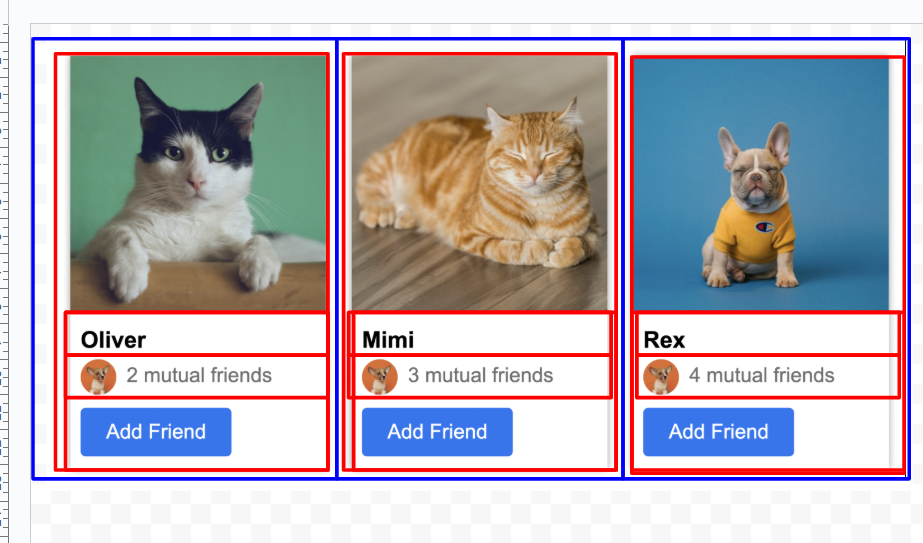 Oliver
2 mutual friends
Add Friend
Mimi
3 mutual friends
Add Friend
Rex
4 mutual friends
Add Friend